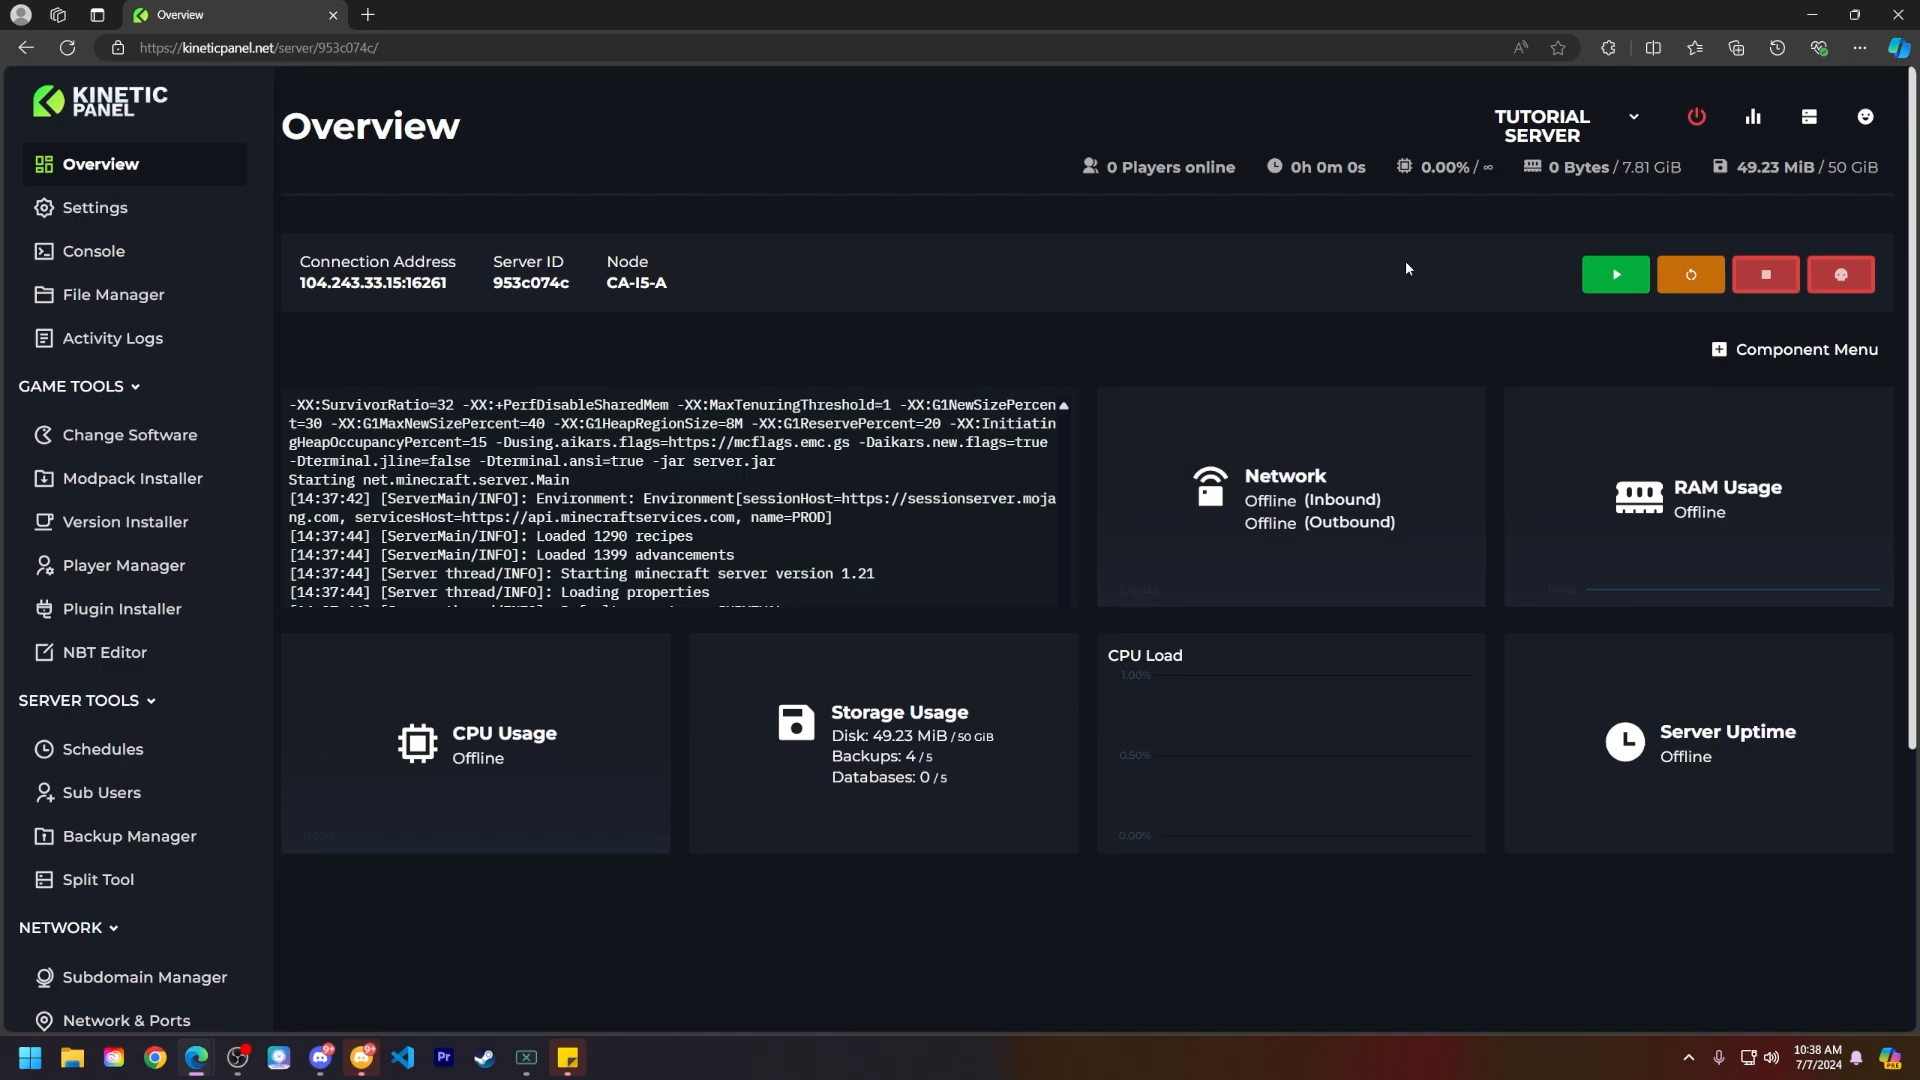 Overview
https://kineticpanel.net/server/953c074c/
KINETIC
PANEL
Overview
Settings
Console
File Manager
Activity Logs
GAME TOOLS
Change Software
Modpack Installer
Version Installer
Player Manager
Plugin Installer
NBT Editor
SERVER TOOLS
Schedules
Sub Users
Backup Manager
Split Tool
NETWORK
Subdomain Manager
Network & Ports
Overview
TUTORIAL
SERVER
0 Players online
0h 0m 0s
0.00% / ∞
0 Bytes / 7.81 GiB
49.23 MiB / 50 GiB
Connection Address
104.243.33.15:16261
Server ID
953c074c
Node
CA-I5-A
Component Menu
-XX:SurvivorRatio=32 -XX:+PerfDisableSharedMem -XX:MaxTenuringThreshold=1 -XX:G1NewSizePercen
t=30 -XX:G1MaxNewSizePercent=40 -XX:G1HeapRegionSize=8M -XX:G1ReservePercent=20 -XX:Initiatin
gHeapOccupancyPercent=15 -Dusing.aikars.flags=https://mcflags.emc.gs -Daikars.new.flags=true
-Dterminal.jline=false -Dterminal.ansi=true -jar server.jar
Starting net.minecraft.server.Main
[14:37:42] [ServerMain/INFO]: Environment: Environment[sessionHost=https://sessionserver.moja
ng.com, servicesHost=https://api.minecraftservices.com, name=PROD]
[14:37:44] [ServerMain/INFO]: Loaded 1290 recipes
[14:37:44] [ServerMain/INFO]: Loaded 1399 advancements
[14:37:44] [Server thread/INFO]: Starting minecraft server version 1.21
[14:37:44] [Server thread/INFO]: Loading properties
Network
Offline (Inbound)
Offline (Outbound)
0 Bytes
RAM Usage
Offline
0MiB
CPU Usage
Offline
0.00%
Storage Usage
Disk: 49.23 MiB / 50 GiB
Backups: 4 / 5
Databases: 0 / 5
CPU Load
1.00%
0.50%
0.00%
Server Uptime
Offline
9+
9+
Pr
10:38 AM
7/7/2024
PRE